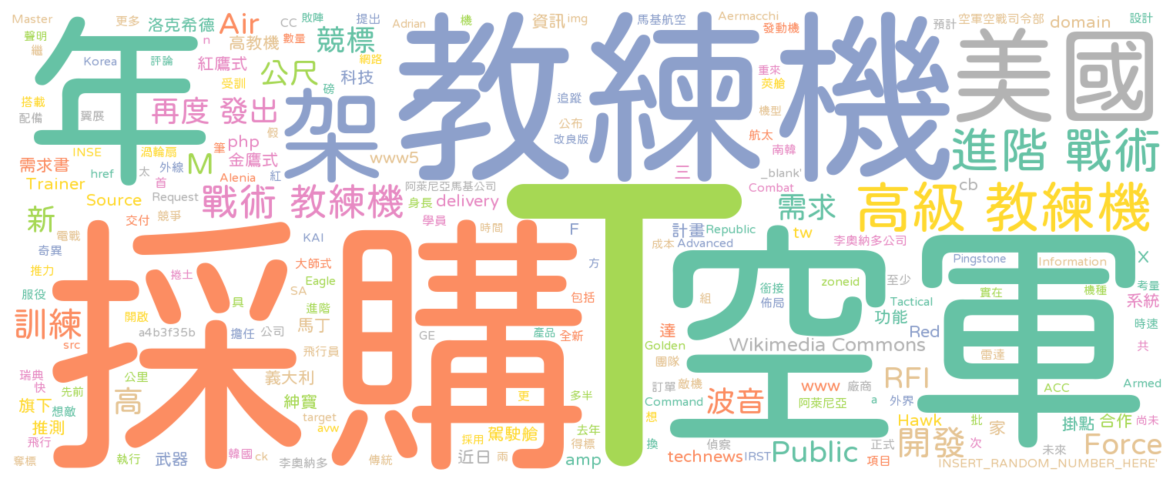 Master 更多 洛克希德 Air CC 敗陣 資訊 img Adrian 機 馬基航空 Aermacchi 空軍空戰司令部 設計
聲明 n 高教機 數量 競標 發動機 預計 domain
繼 年 Korea 評論 紅鷹式 公尺 網路 教練機 提出 重來 英艙 美國
搭載 翼展 再度 發出 受訓 科技 架 磅 追蹤 機型
配備 假 公布 航太 進階 戰術
需求書 INSE 渦輪扇 M php 筆 金鷹式 外線 www5 改良版 南韓
href 太 首 紅 三 _blank' Combat cb
Trainer Alenia Request 阿萊尼亞馬基公司
Source 戰術 教練機 身長 delivery 需求 高級 教練機
新 交付 競爭 學員 T F 計畫 Republic tw
電戰 KAI 時間 成本 Advanced 李奧納多公司 Pingstone Information X
奇異 採購 方 空軍 銜接 zoneid 至少 實在 機種 考量
推力 捲土 大師式 Eagle 具 包括 組 佈局 Tactical 雷達 系統
服役 開啟 SA 進階 達 功能 時速
訓練 a4b3f35b 擔任 公司 馬丁 GE 產品 全新 Golden Red 共
src 飛行員 團隊 Wikimedia Commons
瑞典 公里 義大利 訂單 敵機 www 廠商 RFI ACC Armed
快 先前 想敵 高 紳寶 更 多半 Command 波音 阿萊尼亞 a 外界 掛點 合作 尚未
旗下 target 想 Hawk 批 家
推測 avw 駕駛艙 採用 兩 去年 換 偵察 正式 開發 次 未來 Force
飛行 武器 韓國 ck 近日 得標 Public
奪標 執行 李奧納多 傳統 amp technews IRST 項目 INSERT_RANDOM_NUMBER_HERE'